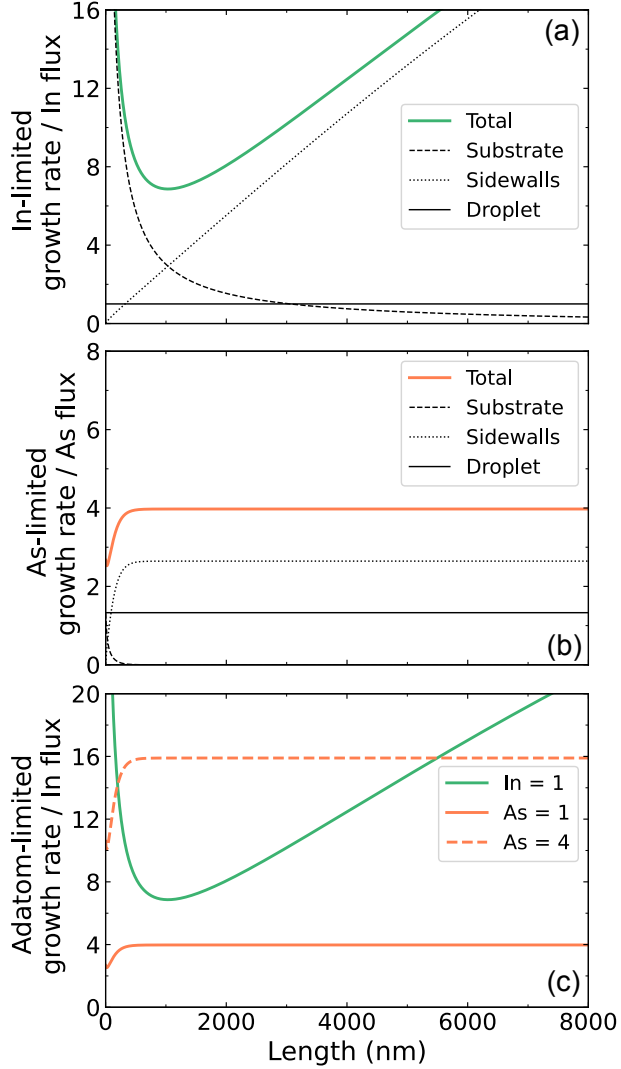 (a)
In-limited
growth rate / In flux
16
12
8
4
0
Total
Substrate
Sidewalls
Droplet
As-limited
growth rate / As flux
8
6
4
2
0
Total
Substrate
Sidewalls
Droplet
(b)
Adatom-limited
growth rate / In flux
20
16
12
8
4
0
In = 1
As = 1
As = 4
(c)
0 2000 4000 6000 8000
Length (nm)